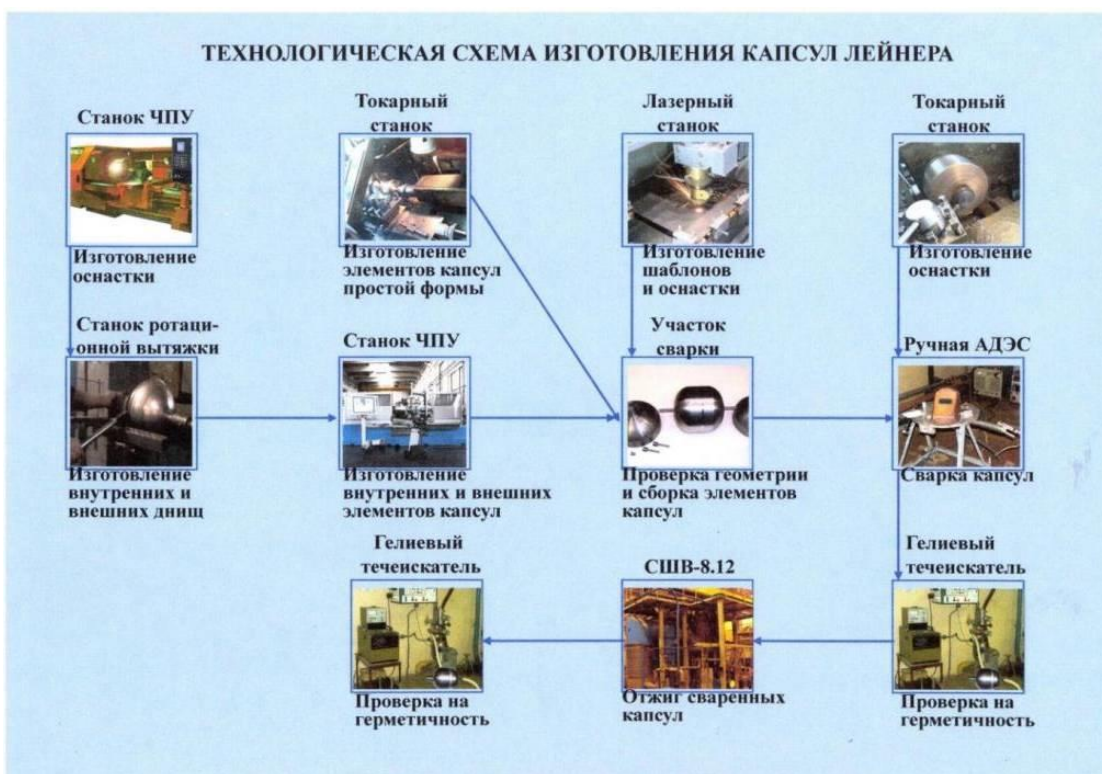 ТЕХНОЛОГИЧЕСКАЯ СХЕМА ИЗГОТОВЛЕНИЯ КАПСУЛ ЛЕЙНЕРА
Станок ЧПУ
Изготовление
оснастки
Токарный
станок
Изготовление
элементов капсул
простой формы
Лазерный
станок
Изготовление
шаблонов
и оснастки
Токарный
станок
Изготовление
оснастки
Станок ротаци-
онной вытяжки
Изготовление
внутренних и
внешних днищ
Станок ЧПУ
Изготовление
внутренних и внешних
элементов капсул
Участок
сварки
Проверка геометрии
и сборка элементов
капсул
Ручная АДЭС
Сварка капсул
Гелиевый
течеискатель
Проверка на
герметичность
СШВ-8.12
Отжиг сваренных
капсул
Гелиевый
течеискатель
Проверка на
герметичность